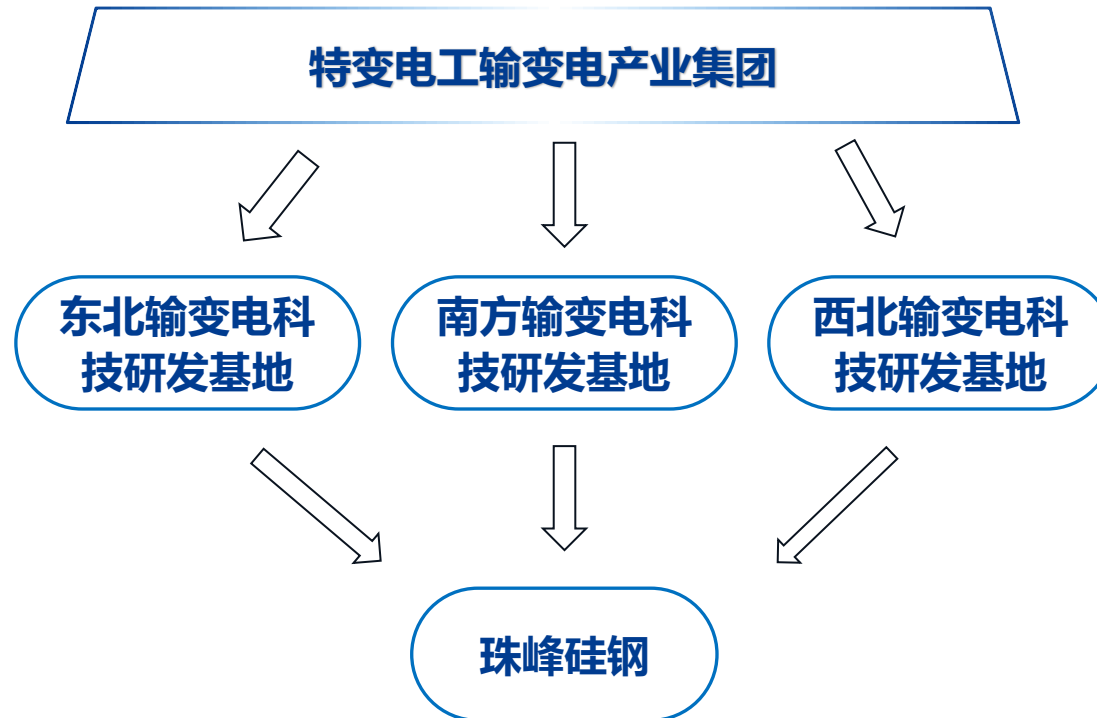 特变电工输变电产业集团
东北输变电科
技研发基地
南方输变电科
技研发基地
西北输变电科
技研发基地
珠峰硅钢